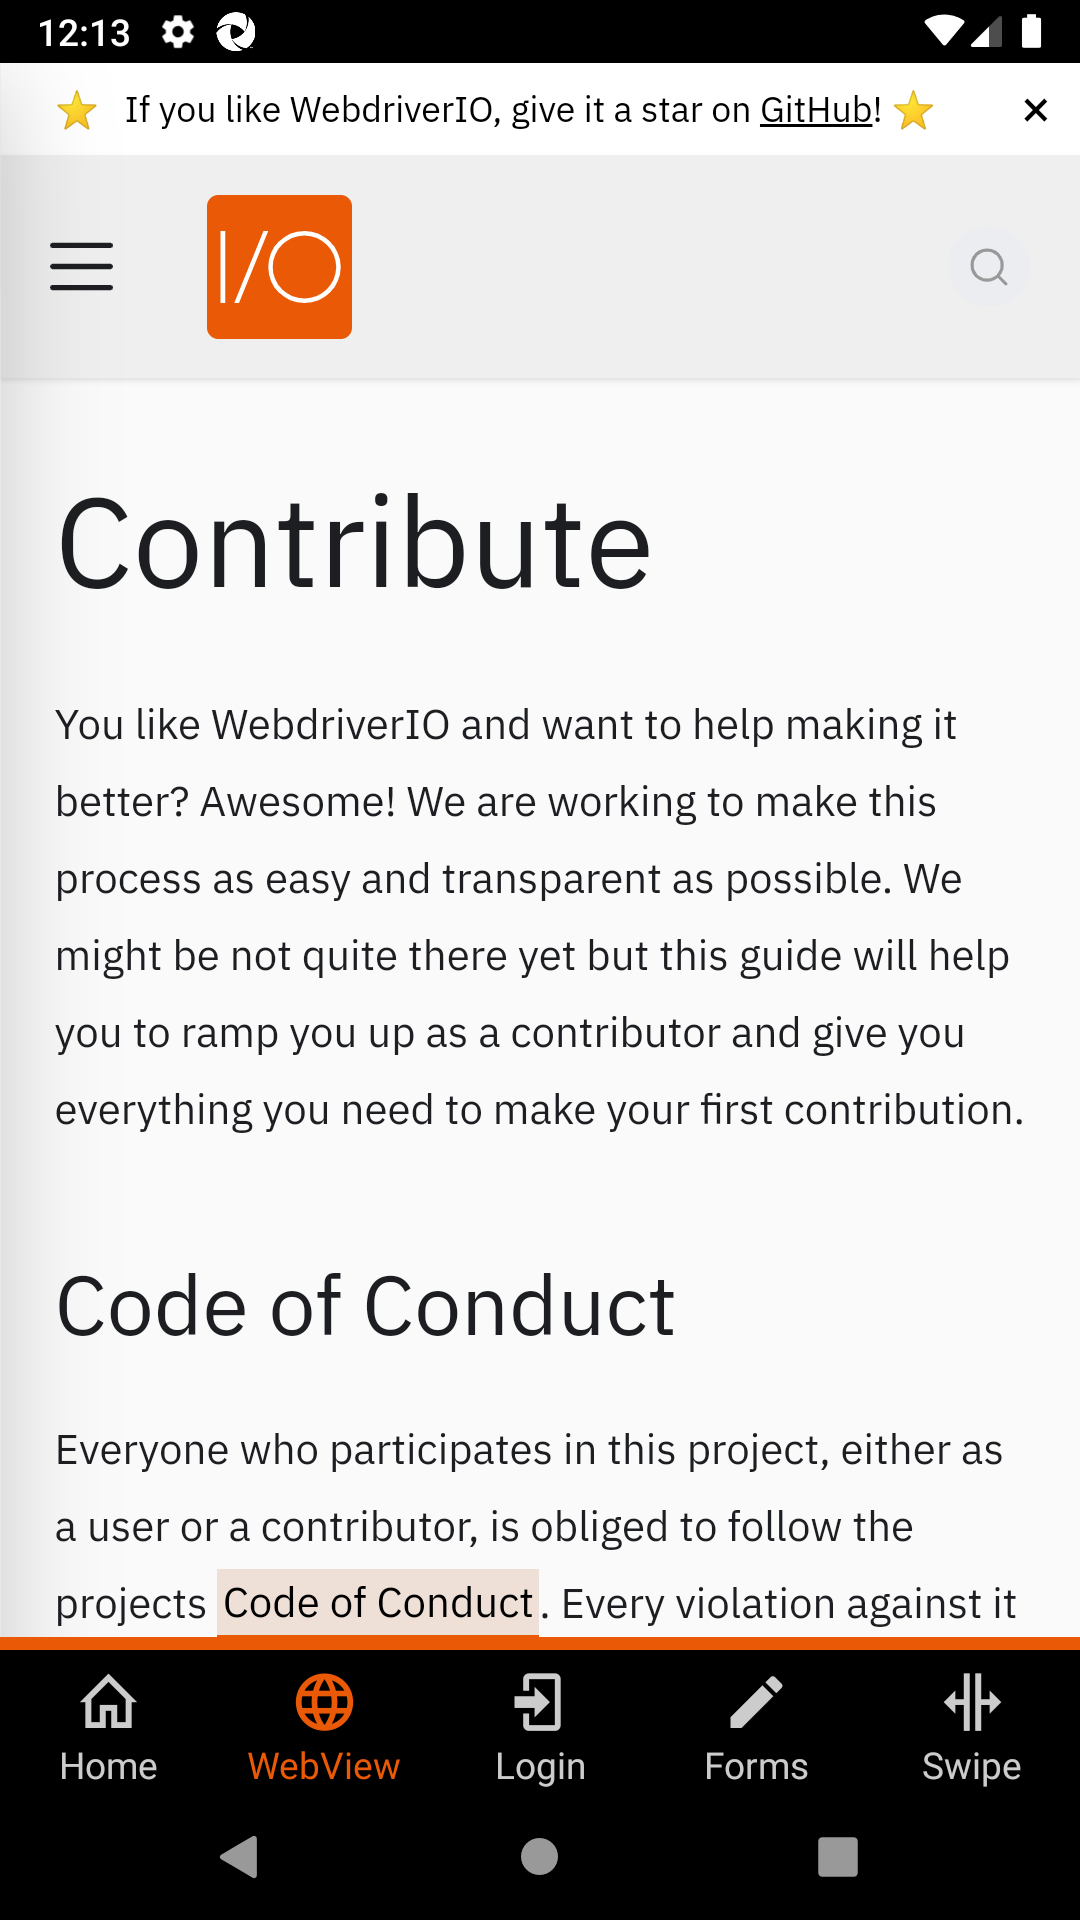 12:13
⭐ If you like WebdriverIO, give it a star on GitHub! ⭐ ×
I/O
Contribute
You like WebdriverIO and want to help making it
better? Awesome! We are working to make this
process as easy and transparent as possible. We
might be not quite there yet but this guide will help
you to ramp you up as a contributor and give you
everything you need to make your first contribution.
Code of Conduct
Everyone who participates in this project, either as
a user or a contributor, is obliged to follow the
projects Code of Conduct. Every violation against it
Home WebView Login Forms Swipe